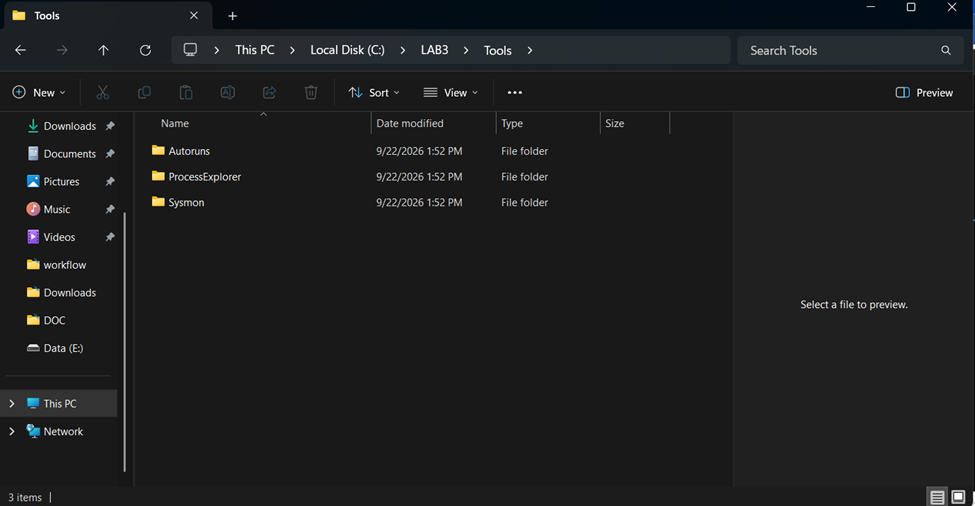 Tools
This PC > Local Disk (C:) > LAB3 > Tools >
Search Tools
New
Sort
View
Preview
Downloads
Documents
Pictures
Music
Videos
workflow
Downloads
DOC
Data (E:)
This PC
Network
Name Date modified Type Size
Autoruns 9/22/2026 1:52 PM File folder
ProcessExplorer 9/22/2026 1:52 PM File folder
Sysmon 9/22/2026 1:52 PM File folder
Select a file to preview.
3 items